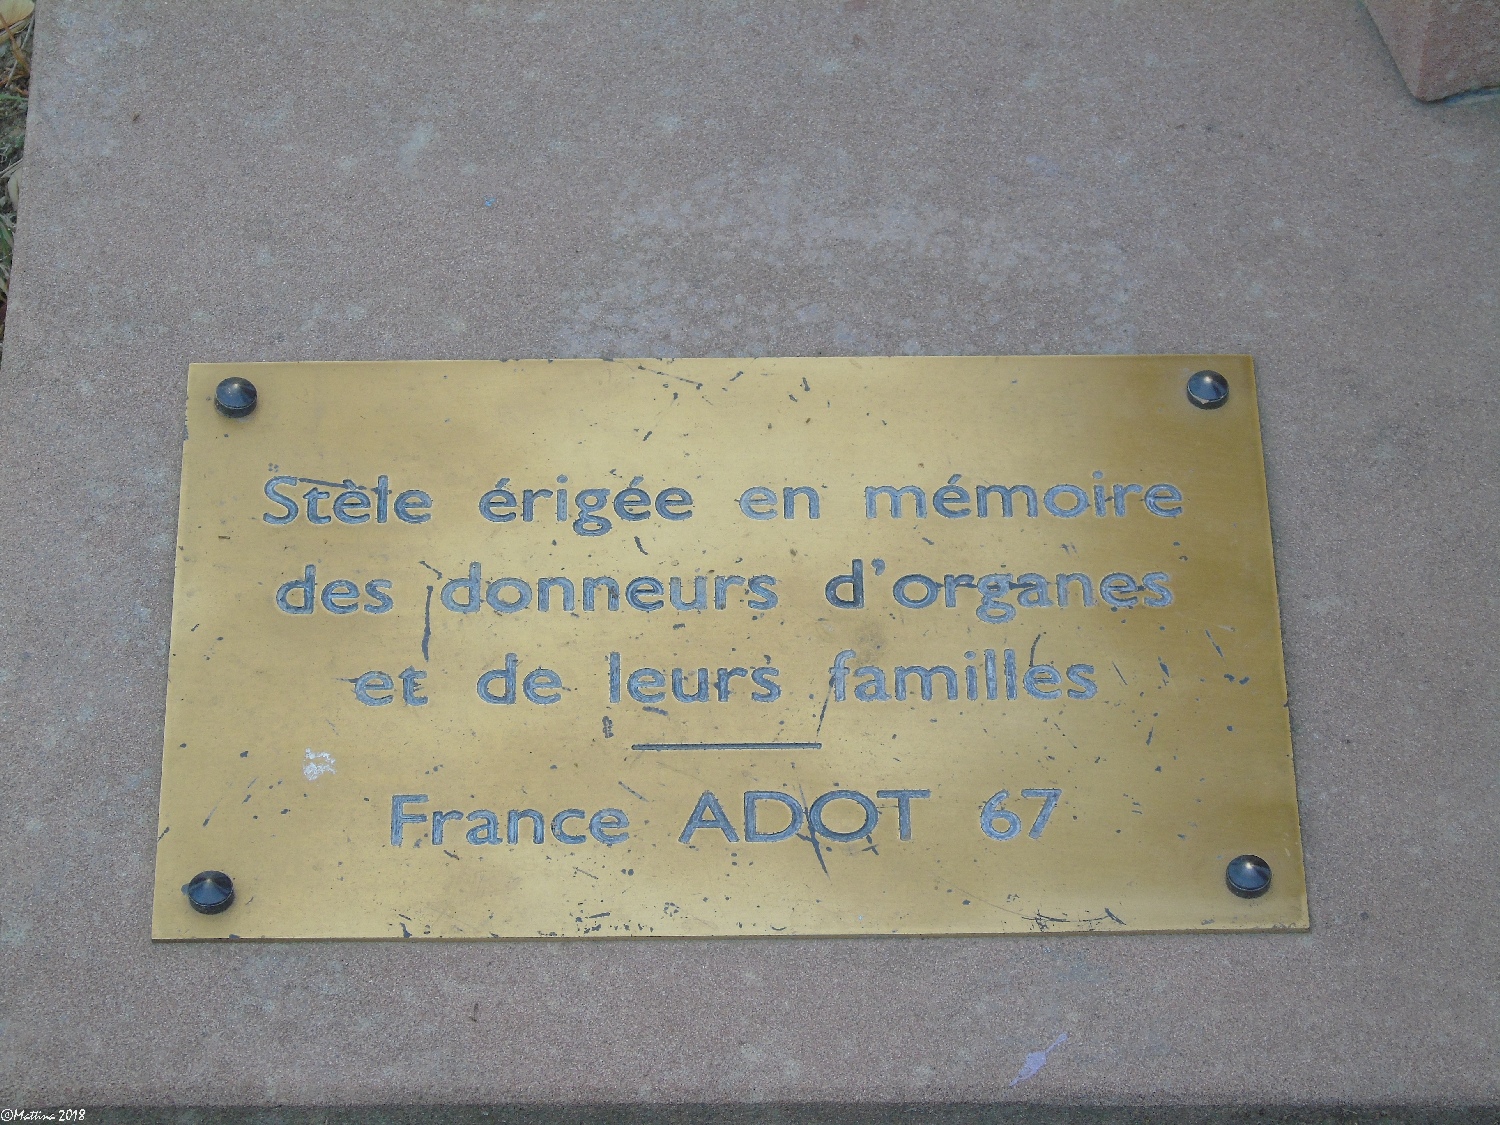 Stèle érigée en mémoire
des donneurs d'organes
et de leurs familles
France ADOT 67
©Mattina 2018